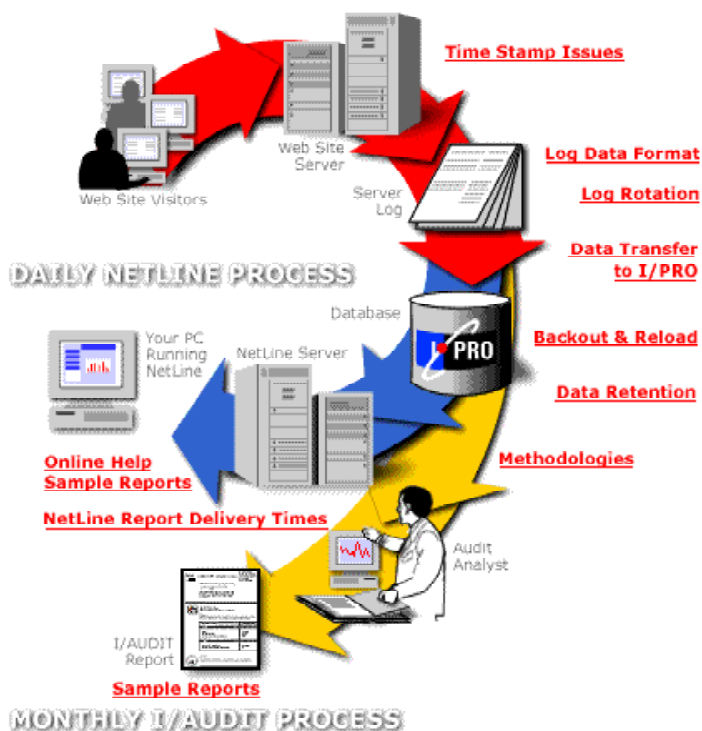 Time Stamp Issues
Web Site
Server
Web Site Visitors
Log Data Format
Server
Log
Log Rotation
DAILY NETLINE PROCESS
Data Transfer
to I/PRO
Database
I PRO
Your PC
Running
NetLine
NetLine Server
Backout & Reload
Data Retention
Online Help
Sample Reports
Methodologies
NetLine Report Delivery Times
Audit
Analyst
I/AUDIT
Report
Sample Reports
MONTHLY I/AUDIT PROCESS